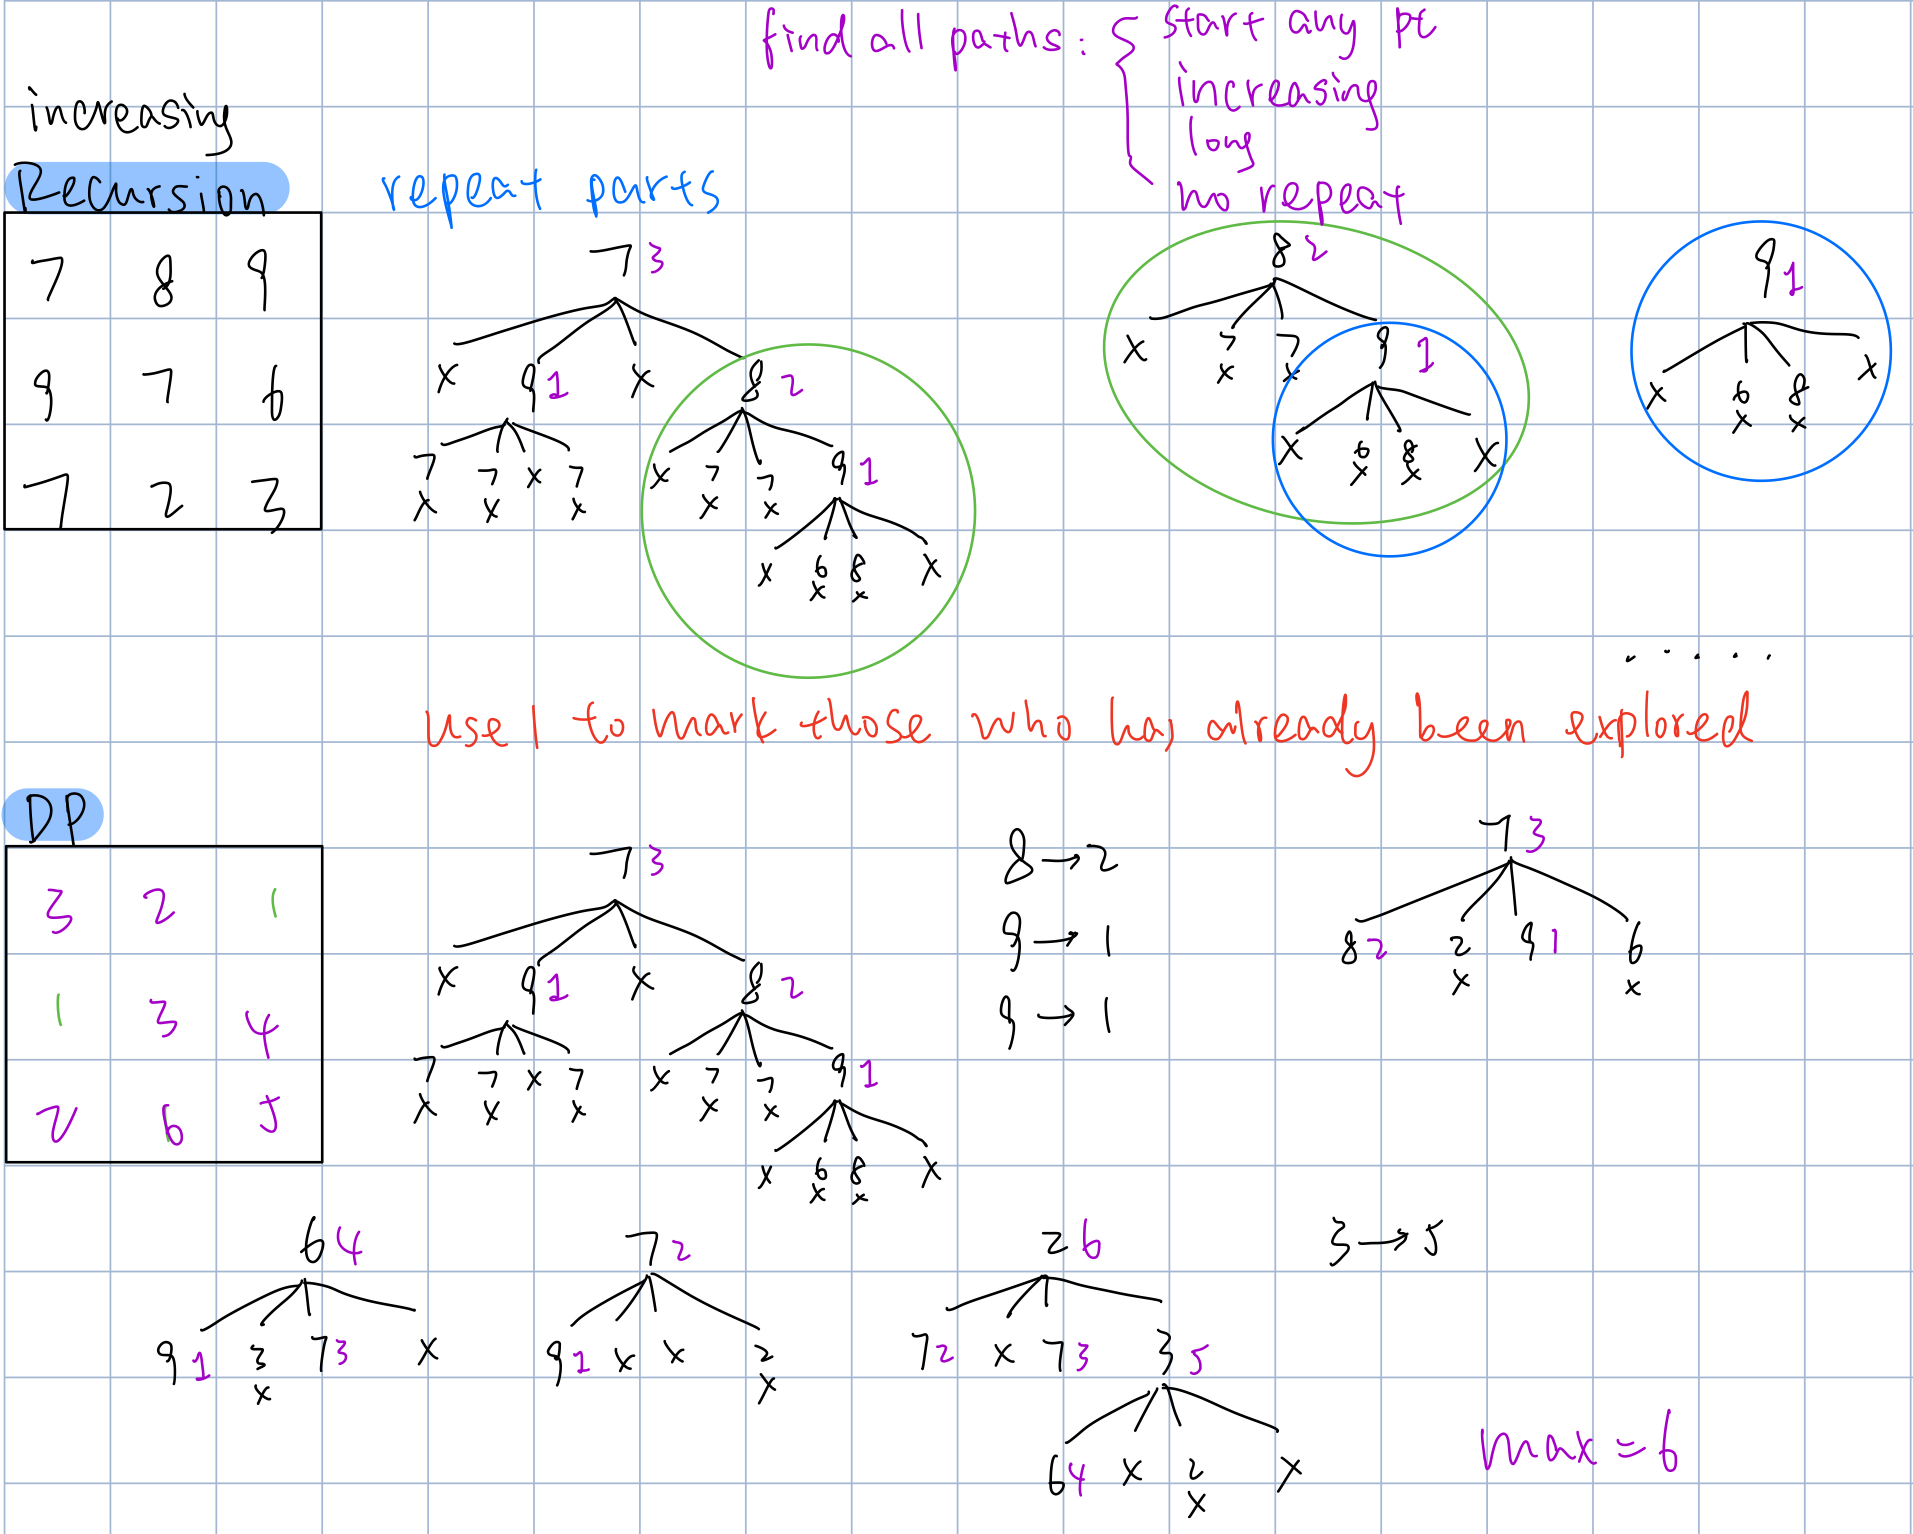 find all paths: { start any pt
increasing
long
no repeat
increasing
Recursion
repeat parts
7 8 9
9 7 6
7 2 3
7 3
x 9 1 x 8 2
7 7 x 7
x x x
x 7 7 9 1
x x
x 6 8 x
x x
8 2
x 7 7 9 1
x x
x 6 8 x
x x
9 1
x 6 8 x
x x
.....
use 1 to mark those who has already been explored
DP
3 2 1
1 3 4
2 6 5
7 3
x 9 1 x 8 2
7 7 x 7
x x x
x 7 7 9 1
x x
x 6 8 x
x x
8 → 2
9 → 1
9 → 1
7 3
8 2 2 9 1 6
x x
6 4
9 1 3 7 3 x
x
7 2
9 1 x x 2
x
2 6
7 2 x 7 3 3 5
6 4 x 2 x
x
3 → 5
max = 6